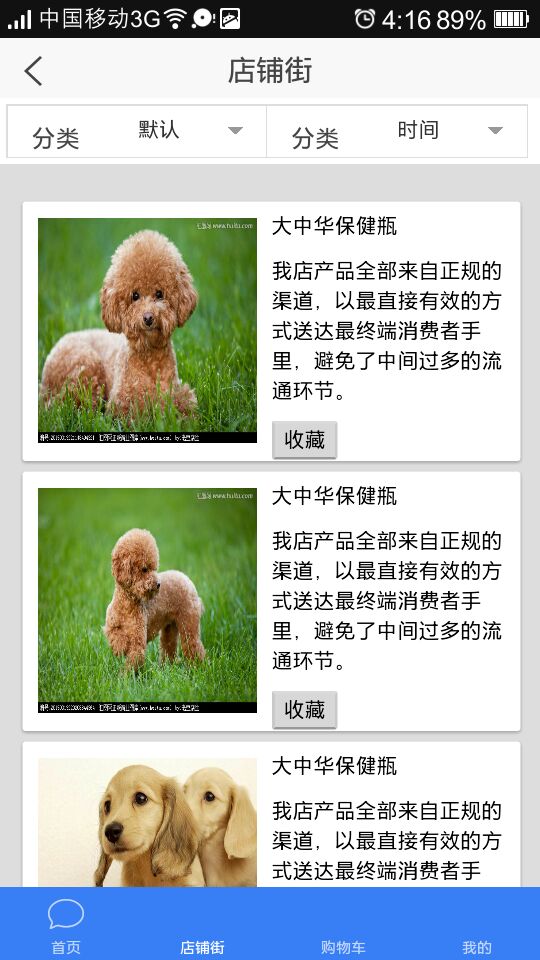 中国移动3G
4:16 89%
店铺街
分类 默认 分类 时间
www.huitu.com
大中华保健瓶
我店产品全部来自正规的
渠道，以最直接有效的方
式送达最终端消费者手
里，避免了中间过多的流
通环节。
收藏
www.huitu.com
大中华保健瓶
我店产品全部来自正规的
渠道，以最直接有效的方
式送达最终端消费者手
里，避免了中间过多的流
通环节。
收藏
大中华保健瓶
我店产品全部来自正规的
渠道，以最直接有效的方
式送达最终端消费者手
首页 店铺街 购物车 我的